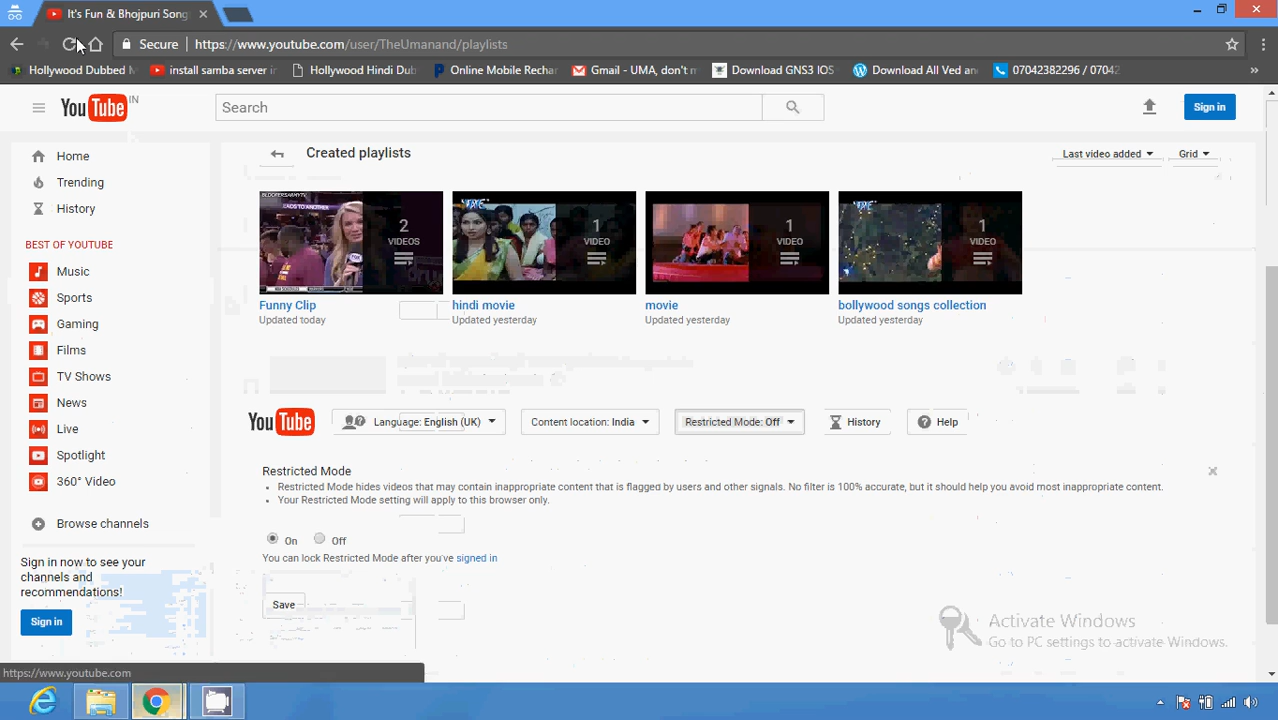 It's Fun & Bhojpuri Song
Secure https://www.youtube.com/user/TheUmanand/playlists
Hollywood Dubbed M
install samba server in
Hollywood Hindi Dub
Online Mobile Rechar
Gmail - UMA, don't m
Download GNS3 IOS
Download All Ved and
07042382296 / 07042
YouTube IN
Search
Sign in
Home
Trending
History
BEST OF YOUTUBE
Music
Sports
Gaming
Films
TV Shows
News
Live
Spotlight
360° Video
Browse channels
Sign in now to see your
channels and
recommendations!
Sign in
Created playlists
Last video added
Grid
2
VIDEOS
Funny Clip
Updated today
1
VIDEO
hindi movie
Updated yesterday
1
VIDEO
movie
Updated yesterday
1
VIDEO
bollywood songs collection
Updated yesterday
YouTube
Language: English (UK)
Content location: India
Restricted Mode: Off
History
Help
Restricted Mode
Restricted Mode hides videos that may contain inappropriate content that is flagged by users and other signals. No filter is 100% accurate, but it should help you avoid most inappropriate content.
Your Restricted Mode setting will apply to this browser only.
On Off
You can lock Restricted Mode after you've signed in
Save
Activate Windows
Go to PC settings to activate Windows.
https://www.youtube.com